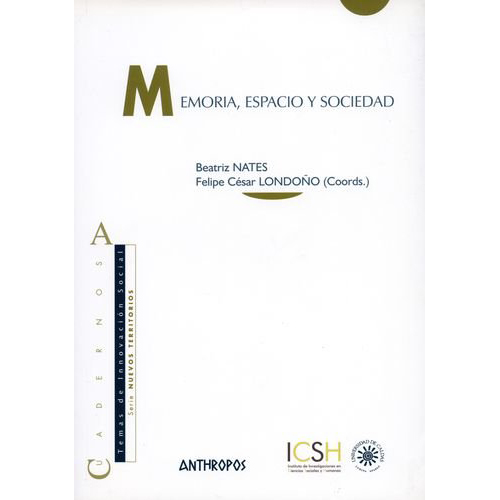 MEMORIA, ESPACIO Y SOCIEDAD
Beatriz NATES
Felipe César LONDOÑO (Coords.)
CUADERNOS A
Temas de Innovación Social
Serie NUEVOS TERRITORIOS
ANTHROPOS
ICSH
Instituto de Investigaciones en
Ciencias Sociales y Humanas
UNIVERSIDAD DE CALDAS